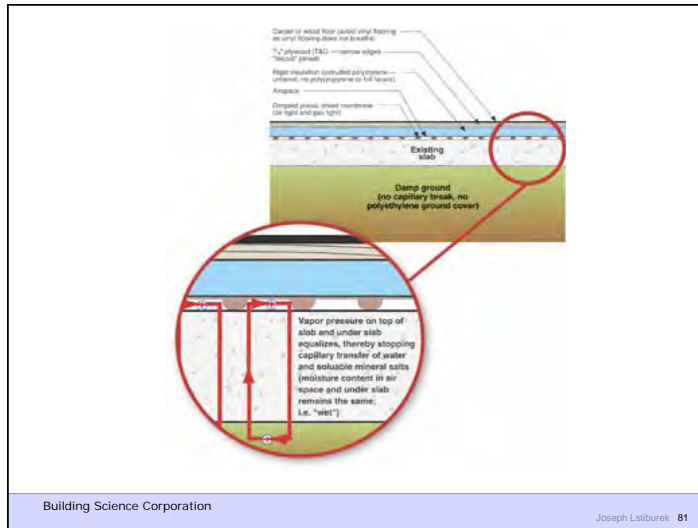 Carpet or wood floor (avoid vinyl flooring
as vinyl flooring does not breathe)
plywood (T&G narrow edges
joined)
Rigid insulation (extruded polystyrene
unfaced, no polypropylene or foil facers)
Airspace
Dimpled plastic sheet membrane
(air tight and gas tight)
Existing
slab
Damp ground
(no capillary break, no
polyethylene ground cover)
Vapor pressure on top of
slab and under slab
equalizes, thereby stopping
capillary transfer of water
and soluable mineral salts
(moisture content in air
space and under slab
remains the same;
i.e. "wet")
Building Science Corporation
Joseph Lstiburek 81